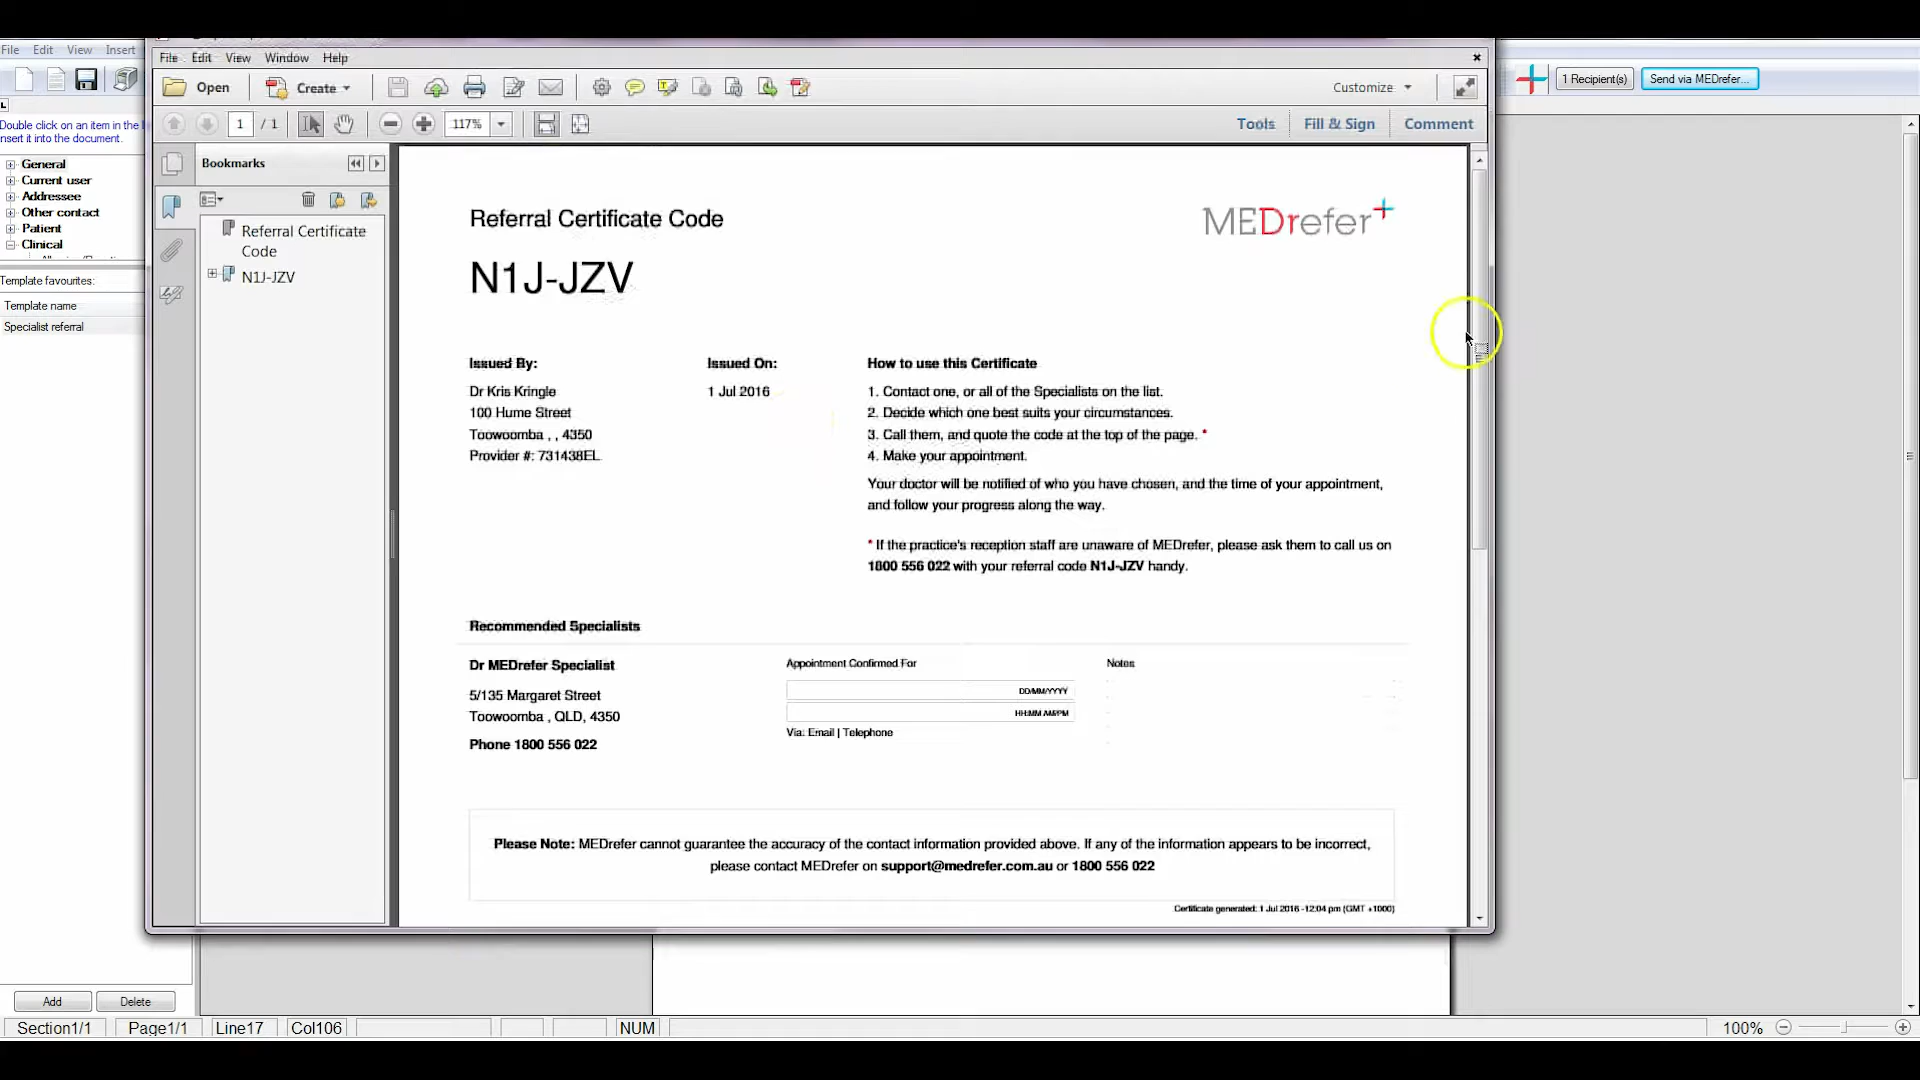 File Edit View Insert
File Edit View Window Help
Open Create Customize
1 Recipient(s) Send via MEDrefer...
1 / 1 117% Tools Fill & Sign Comment
Double click on an item in the
nsert it into the document.
General
Current user
Addressee
Other contact
Patient
Clinical
Template favourites:
Template name
Specialist referral
Bookmarks
Referral Certificate
Code
N1J-JZV
Referral Certificate Code
MEDrefer
N1J-JZV
Issued By:
Dr Kris Kringle
100 Hume Street
Toowoomba , , 4350
Provider #: 731438EL
Issued On:
1 Jul 2016
How to use this Certificate
1. Contact one, or all of the Specialists on the list.
2. Decide which one best suits your circumstances.
3. Call them, and quote the code at the top of the page. *
4. Make your appointment.
Your doctor will be notified of who you have chosen, and the time of your appointment,
and follow your progress along the way.
* If the practice's reception staff are unaware of MEDrefer, please ask them to call us on
1800 556 022 with your referral code N1J-JZV handy.
Recommended Specialists
Dr MEDrefer Specialist
5/135 Margaret Street
Toowoomba , QLD, 4350
Phone 1800 556 022
Appointment Confirmed For
DD/MM/YYYY
HH:MM AM/PM
Via: Email | Telephone
Notes
Please Note: MEDrefer cannot guarantee the accuracy of the contact information provided above. If any of the information appears to be incorrect,
please contact MEDrefer on support@medrefer.com.au or 1800 556 022
Certificate generated: 1 Jul 2016 -12:04 pm (GMT +1000)
Add Delete
Section1/1 Page1/1 Line17 Col106 NUM 100%